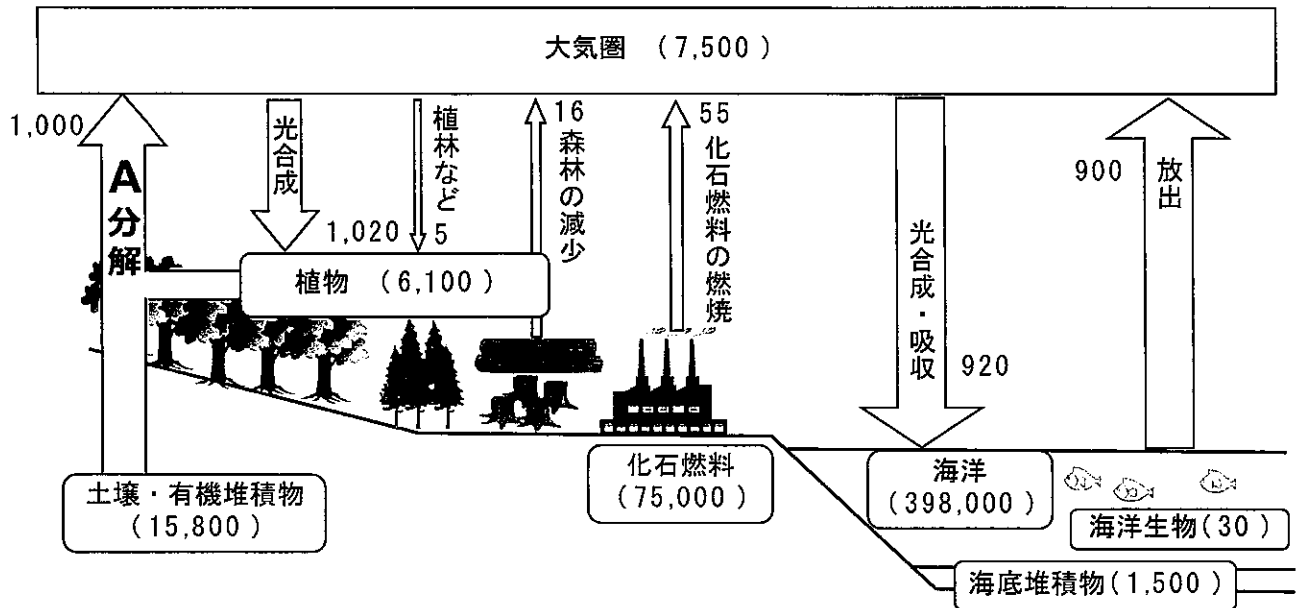 大気圏 (7,500)
1,000
A分解
光合成
1,020
植林など
5
16
森林の減少
55
化石燃料の燃焼
光合成・吸収
920
900
放出
植物 (6,100)
土壌・有機堆積物
(15,800)
化石燃料
(75,000)
海洋
(398,000)
海洋生物(30)
海底堆積物(1,500)